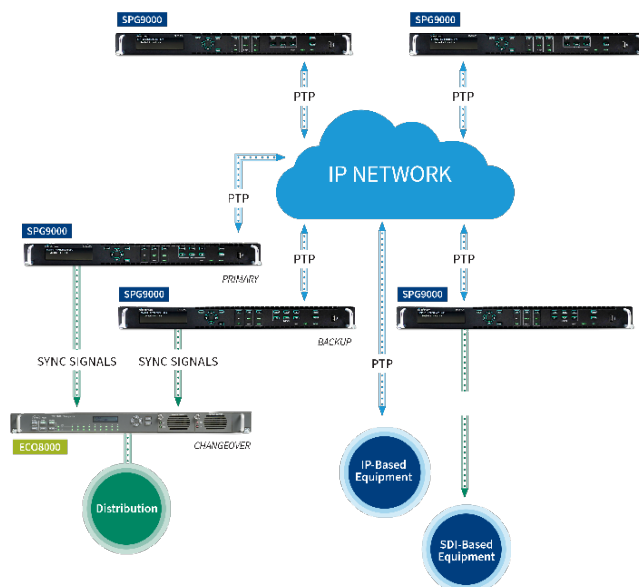 SPG9000
SPG9000
PTP
PTP
IP NETWORK
PTP
SPG9000
PRIMARY
PTP
PTP
SPG9000
BACKUP
SPG9000
SYNC SIGNALS
SYNC SIGNALS
PTP
ECO8000
CHANGEOVER
Distribution
IP-Based
Equipment
SDI-Based
Equipment